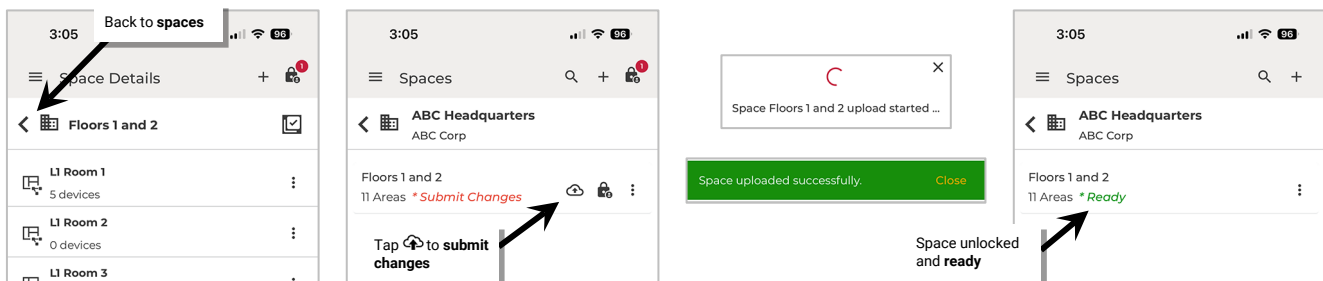 Back to spaces
3:05
96
Space Details
1
Floors 1 and 2
L1 Room 1
5 devices
L1 Room 2
0 devices
L1 Room 3
3:05
96
Spaces
1
ABC Headquarters
ABC Corp
Floors 1 and 2
11 Areas * Submit Changes
Tap to submit
changes
Space Floors 1 and 2 upload started ...
Space uploaded successfully. Close
3:05
96
Spaces
ABC Headquarters
ABC Corp
Floors 1 and 2
11 Areas * Ready
Space unlocked
and ready